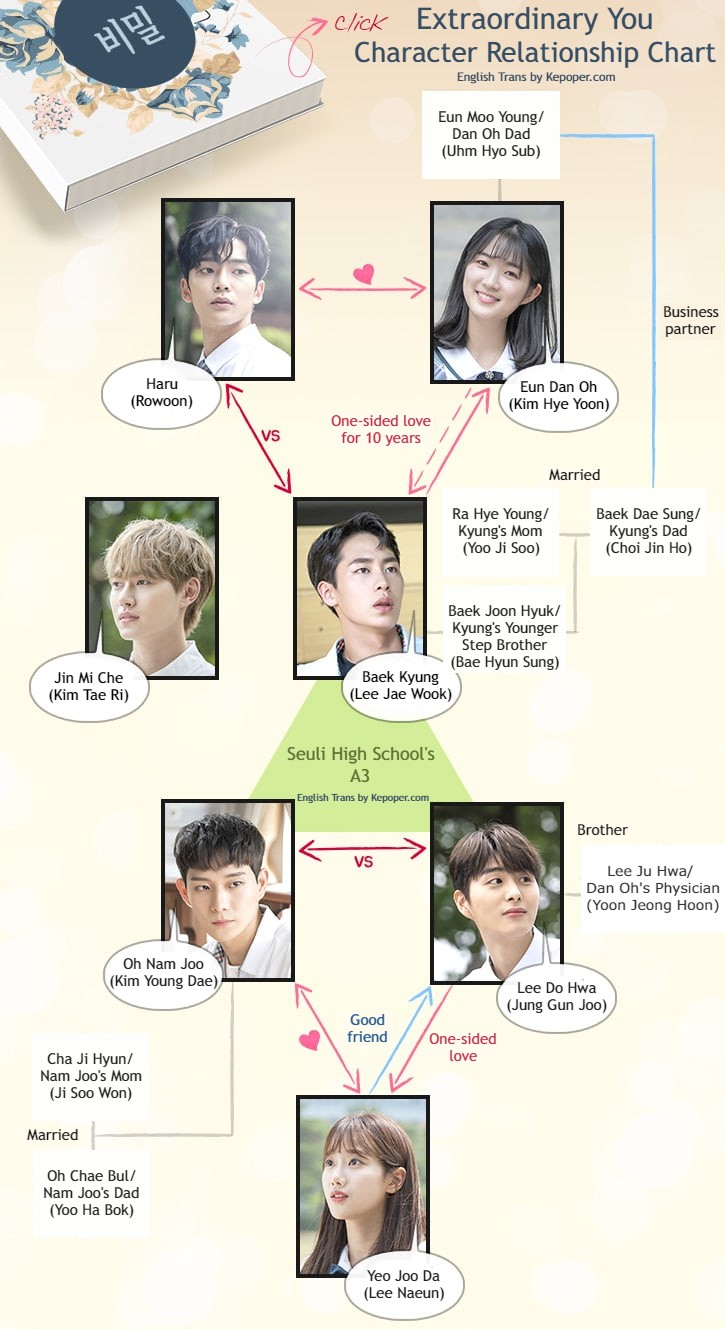 비밀
click
Extraordinary You
Character Relationship Chart
English Trans by Kepoper.com
Eun Moo Young/
Dan Oh Dad
(Uhm Hyo Sub)
Business
partner
Haru
(Rowoon)
Eun Dan Oh
(Kim Hye Yoon)
VS
One-sided love
for 10 years
Married
Ra Hye Young/
Kyung's Mom
(Yoo Ji Soo)
Baek Dae Sung/
Kyung's Dad
(Choi Jin Ho)
Baek Joon Hyuk/
Kyung's Younger
Step Brother
(Bae Hyun Sung)
Jin Mi Che
(Kim Tae Ri)
Baek Kyung
(Lee Jae Wook)
Seuli High School's
A3
English Trans by Kepoper.com
VS
Brother
Lee Ju Hwa/
Dan Oh's Physician
(Yoon Jeong Hoon)
Oh Nam Joo
(Kim Young Dae)
Lee Do Hwa
(Jung Gun Joo)
Good
friend
One-sided
love
Cha Ji Hyun/
Nam Joo's Mom
(Ji Soo Won)
Married
Oh Chae Bul/
Nam Joo's Dad
(Yoo Ha Bok)
Yeo Joo Da
(Lee Naeun)